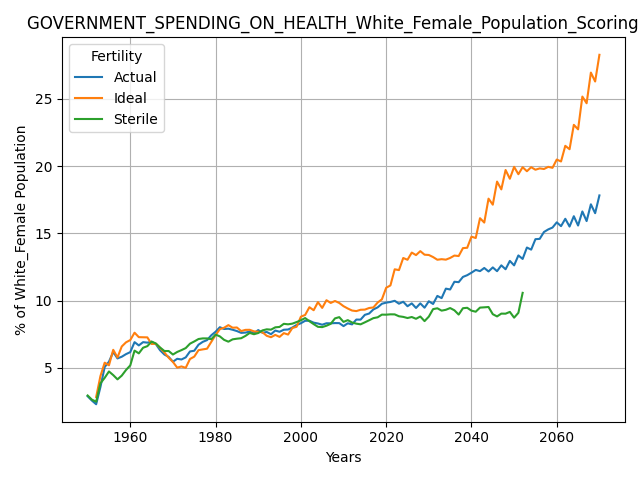 GOVERNMENT_SPENDING_ON_HEALTH_White_Female_Population_Scoring
Fertility
Actual
Ideal
Sterile
% of White_Female Population
25
20
15
10
5
1960 1980 2000 2020 2040 2060
Years